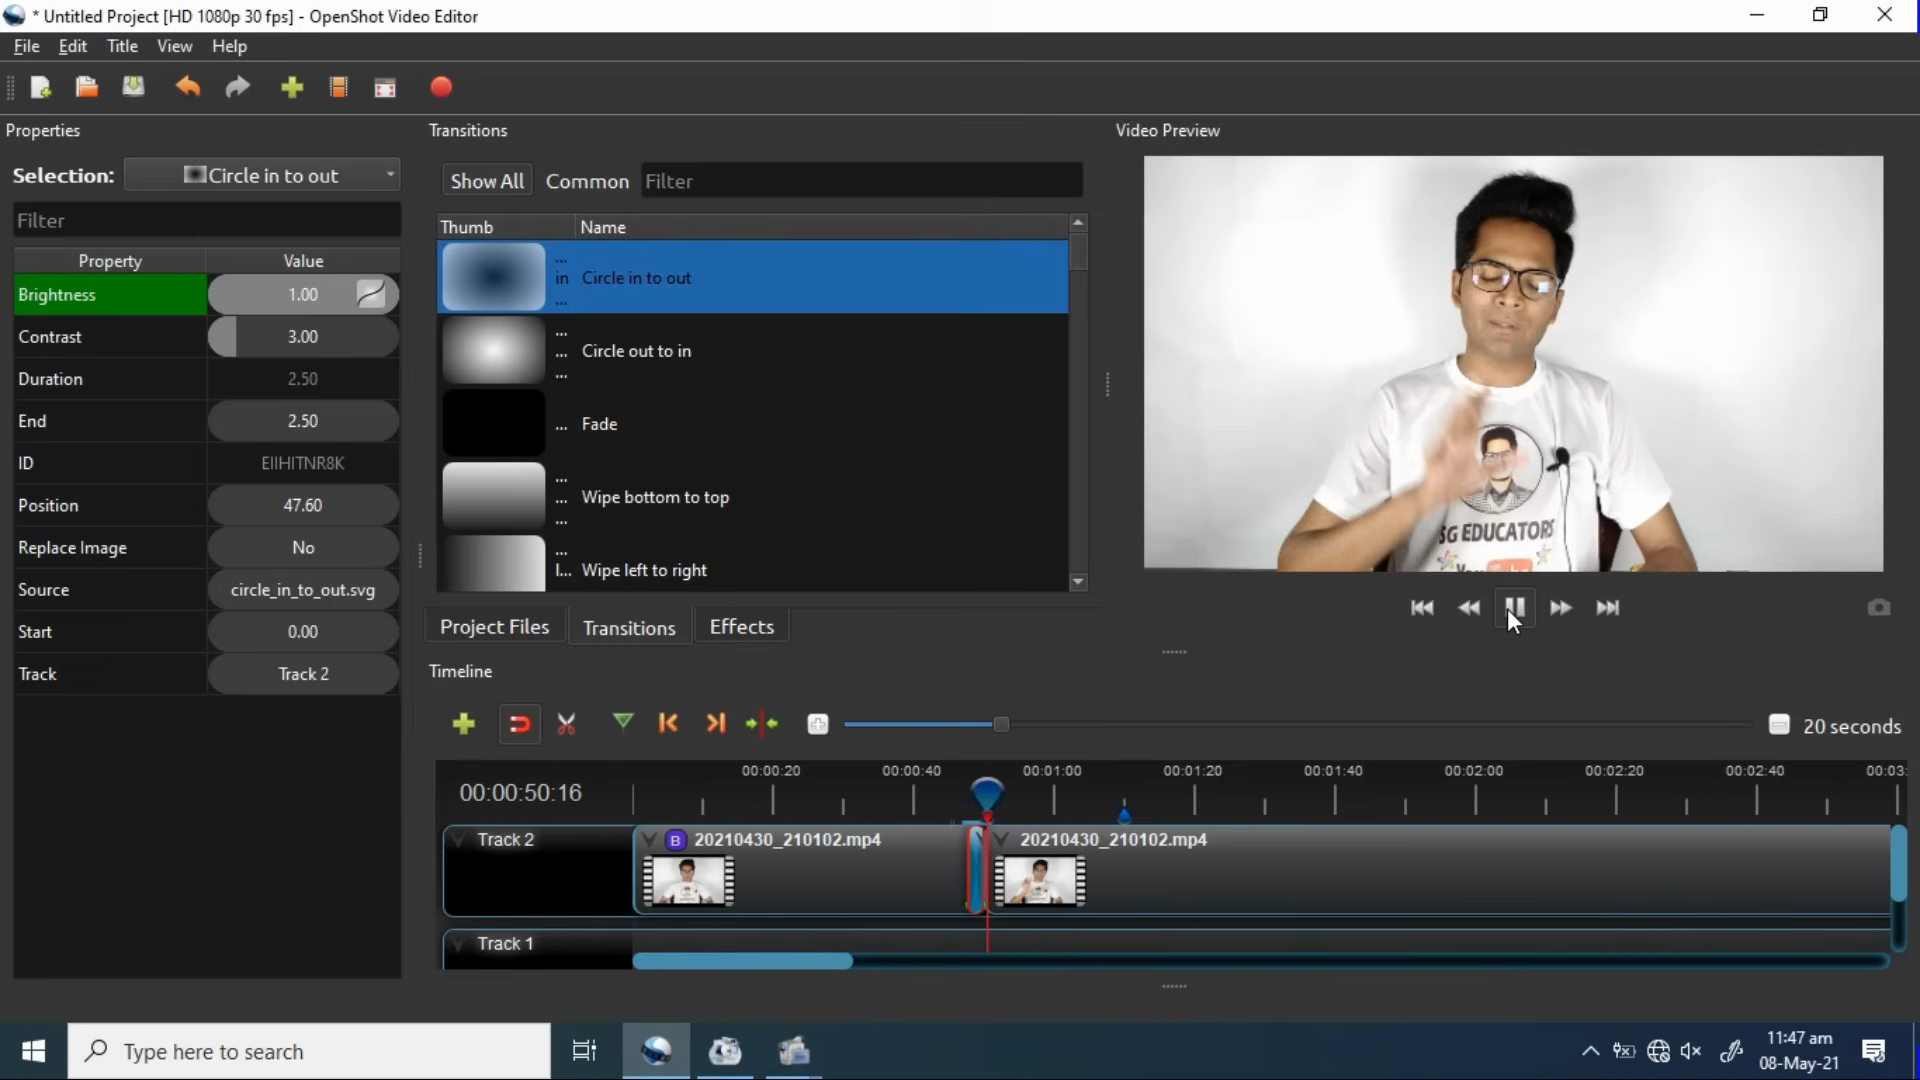 * Untitled Project [HD 1080p 30 fps] - OpenShot Video Editor
File Edit Title View Help
Properties
Transitions
Video Preview
Selection: Circle in to out
Show All Common Filter
Filter
Thumb Name
Property Value
Brightness 1.00
in Circle in to out
Contrast 3.00
Circle out to in
Duration 2.50
End 2.50
... Fade
ID EIIHITNR8K
Position 47.60
Wipe bottom to top
Replace Image No
SG EDUCATORS
YouTube
l... Wipe left to right
Source circle_in_to_out.svg
Start 0.00
Project Files Transitions Effects
Track Track 2
Timeline
20 seconds
00:00:20 00:00:40 00:01:00 00:01:20 00:01:40 00:02:00 00:02:20 00:02:40 00:03:
00:00:50:16
Track 2 B 20210430_210102.mp4 20210430_210102.mp4
Track 1
Type here to search
11:47 am
08-May-21